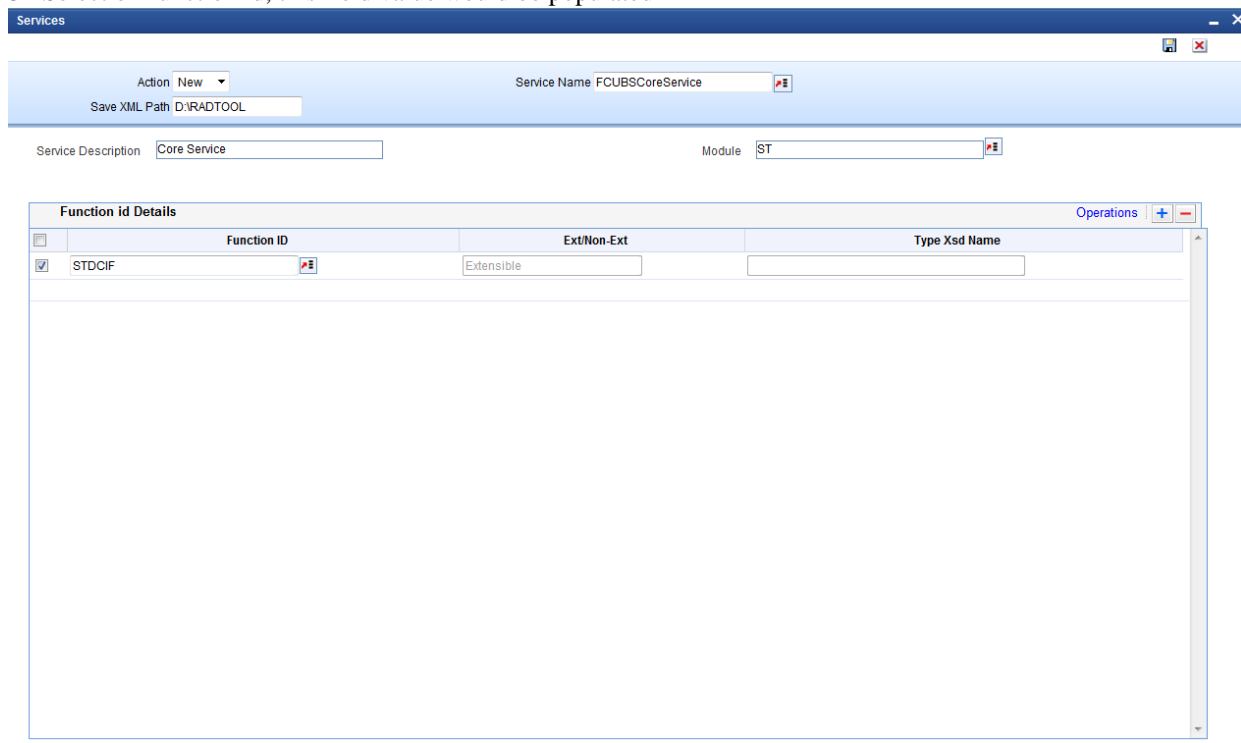 Services
Action New Service Name FCUBSCoreService
Save XML Path D:\RADTOOL
Service Description Core Service Module ST
Function id Details Operations
Function ID Ext/Non-Ext Type Xsd Name
STDCIF Extensible